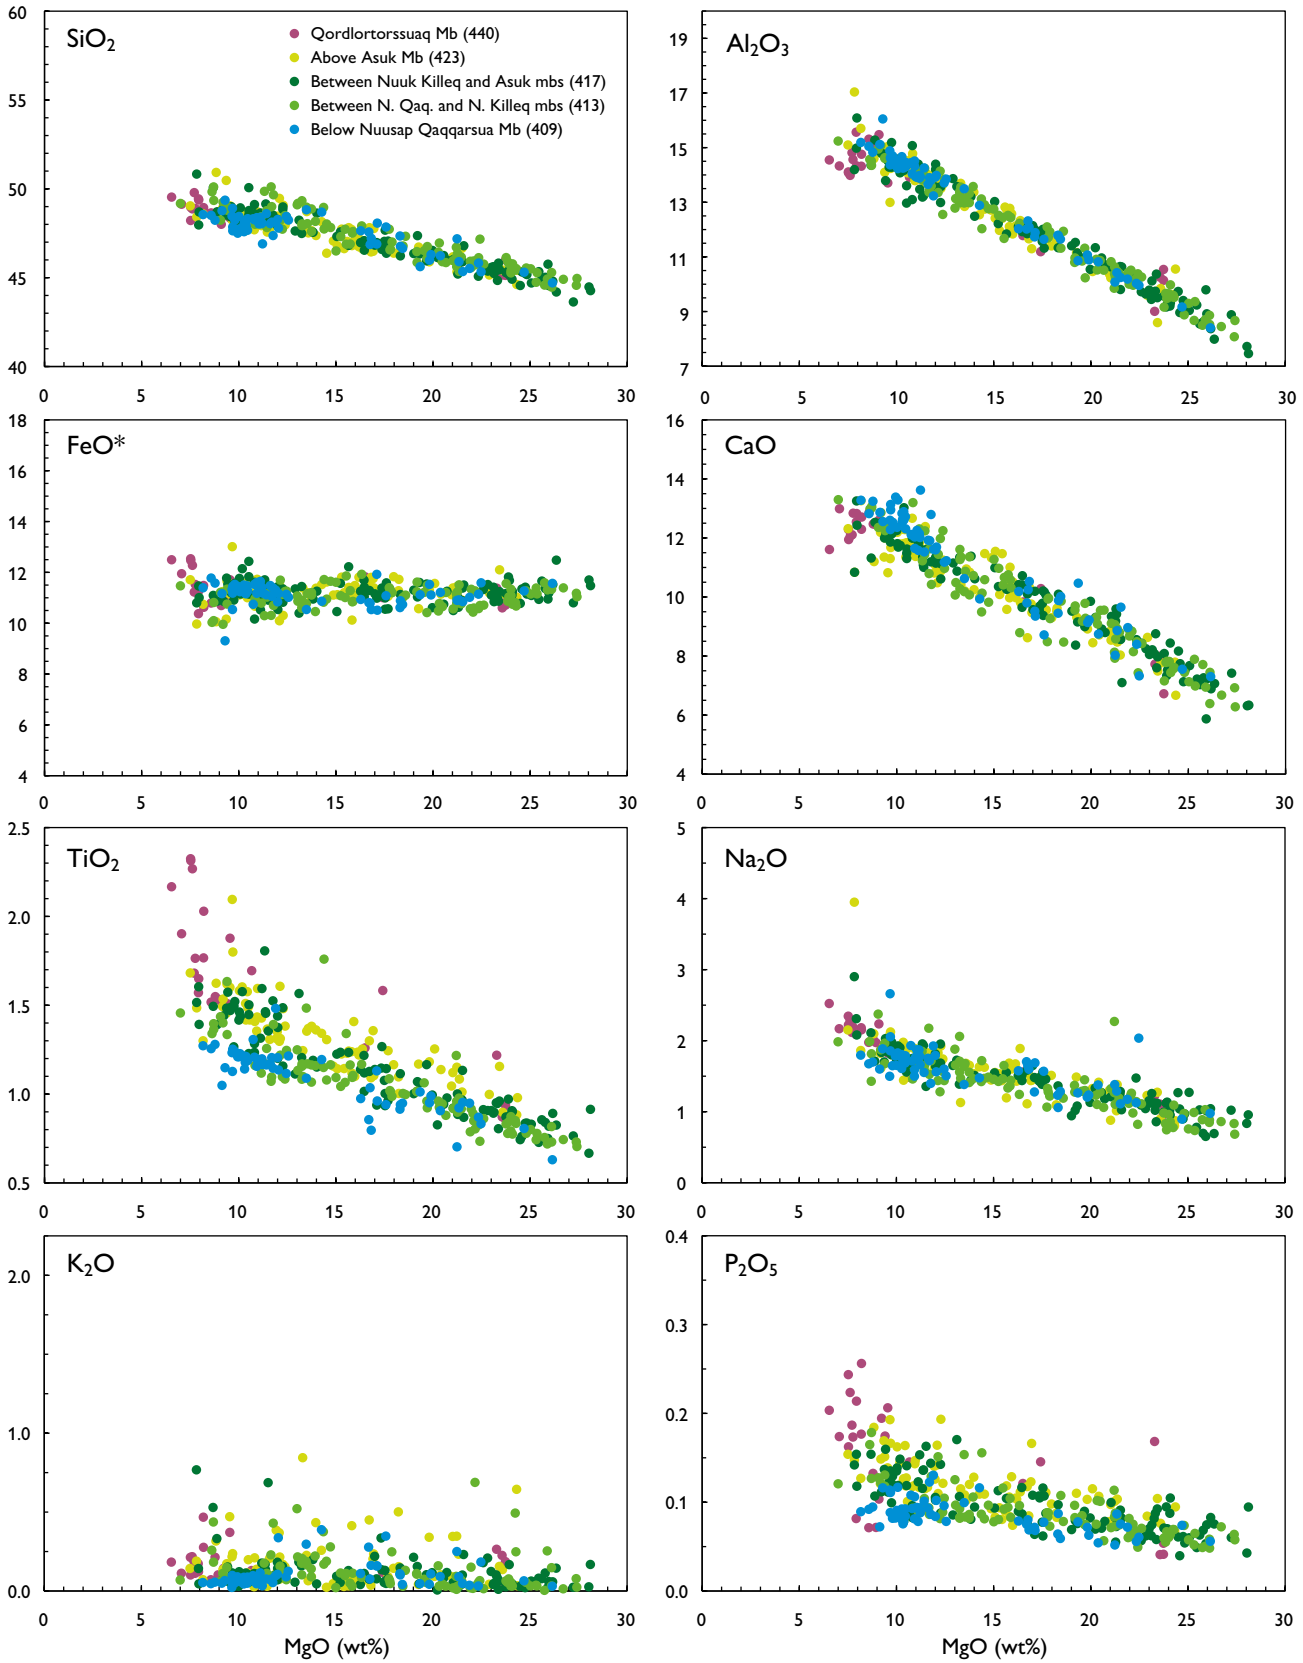 SiO₂
Qordlortorssuaq Mb (440)
Above Asuk Mb (423)
Between Nuuk Killeq and Asuk mbs (417)
Between N. Qaq. and N. Killeq mbs (413)
Below Nuusap Qaqqarsua Mb (409)
60
55
50
45
40
0 5 10 15 20 25 30
Al₂O₃
19
17
15
13
11
9
7
0 5 10 15 20 25 30
FeO*
18
16
14
12
10
8
6
4
0 5 10 15 20 25 30
CaO
16
14
12
10
8
6
4
0 5 10 15 20 25 30
TiO₂
2.5
2.0
1.5
1.0
0.5
0 5 10 15 20 25 30
Na₂O
5
4
3
2
1
0
0 5 10 15 20 25 30
K₂O
2.0
1.0
0.0
0 5 10 15 20 25 30
MgO (wt%)
P₂O₅
0.4
0.3
0.2
0.1
0.0
0 5 10 15 20 25 30
MgO (wt%)